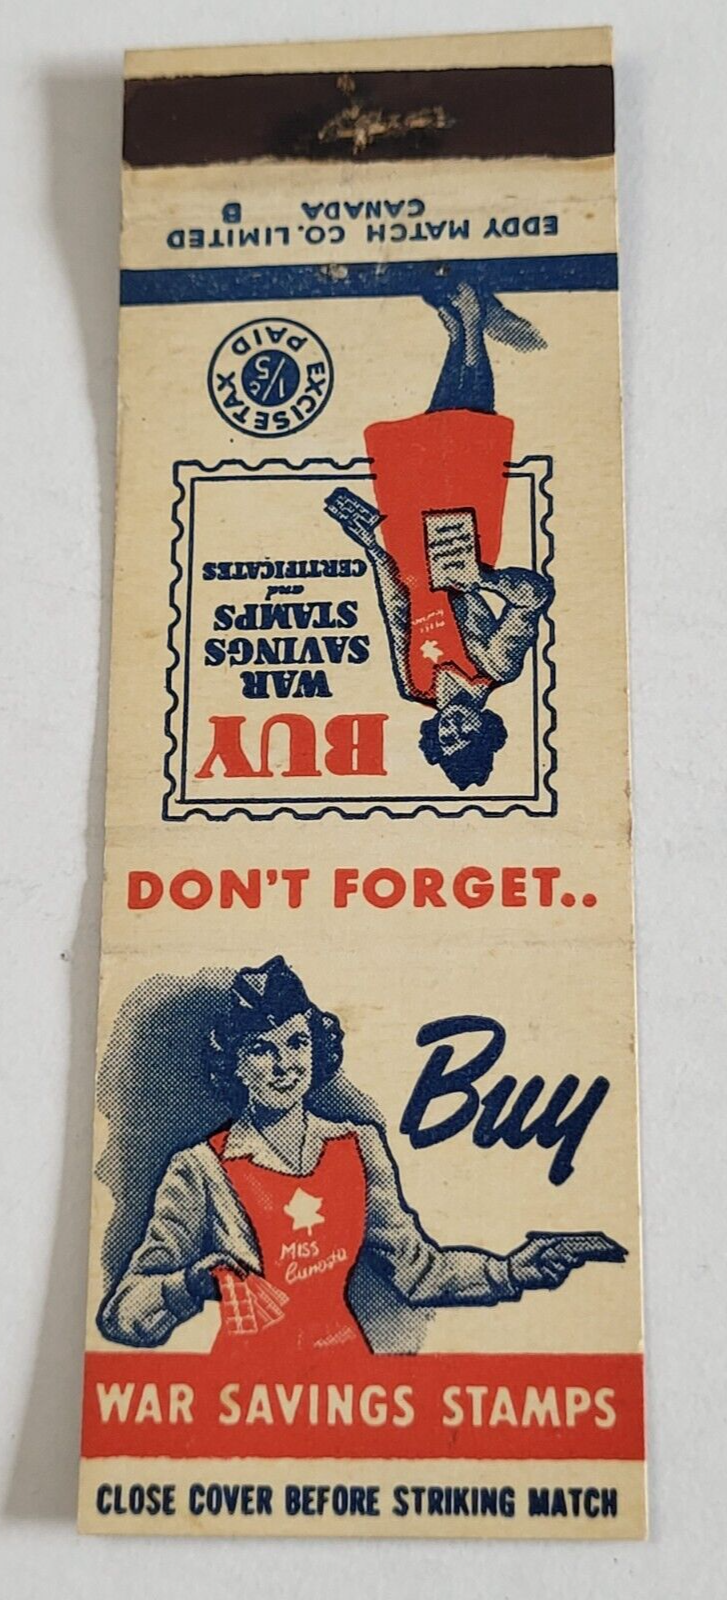 EDDY MATCH CO. LIMITED
CANADA B
EXCISE TAX
1/5¢
PAID
BUY
WAR
SAVINGS
STAMPS
and
CERTIFICATES
DON'T FORGET..
Buy
MISS
Canada
WAR SAVINGS STAMPS
CLOSE COVER BEFORE STRIKING MATCH